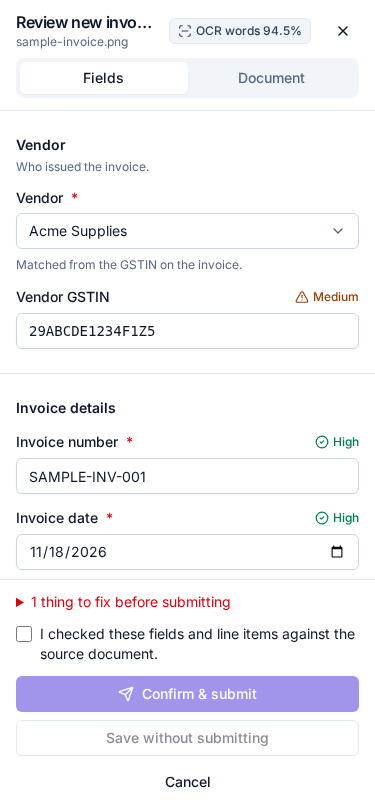 Review new invo...
sample-invoice.png
OCR words 94.5%
Fields
Document
Vendor
Who issued the invoice.
Vendor *
Acme Supplies
Matched from the GSTIN on the invoice.
Vendor GSTIN
Medium
29ABCDE1234F1Z5
Invoice details
Invoice number *
High
SAMPLE-INV-001
Invoice date *
High
11/18/2026
1 thing to fix before submitting
I checked these fields and line items against the
source document.
Confirm & submit
Save without submitting
Cancel